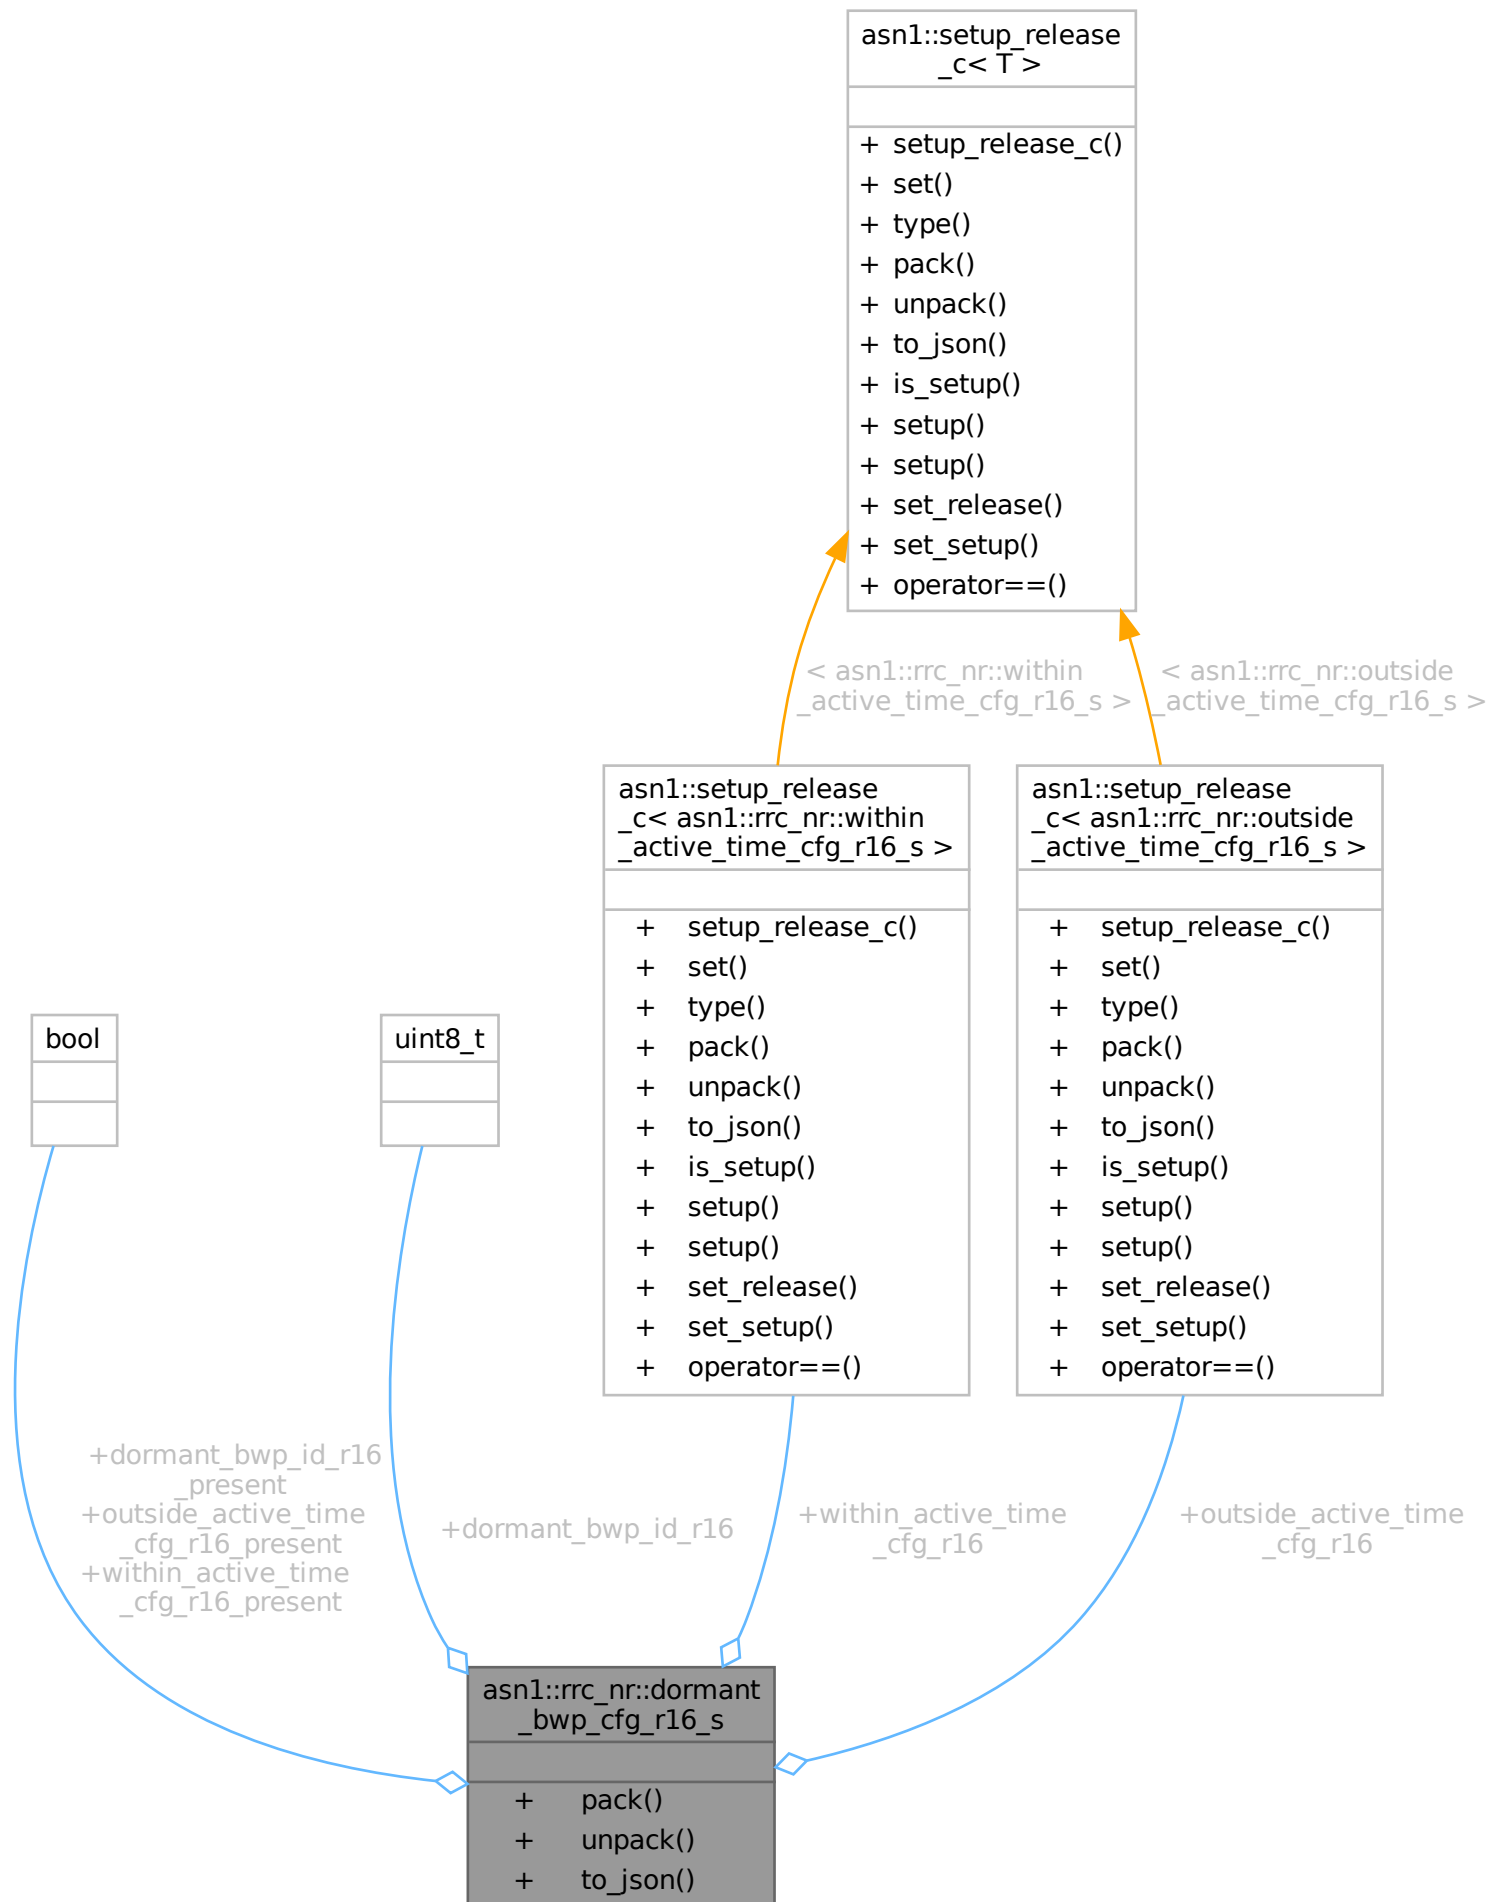 asn1::setup_release
_c< T >
+ setup_release_c()
+ set()
+ type()
+ pack()
+ unpack()
+ to_json()
+ is_setup()
+ setup()
+ setup()
+ set_release()
+ set_setup()
+ operator==()
< asn1::rrc_nr::within
_active_time_cfg_r16_s >
< asn1::rrc_nr::outside
_active_time_cfg_r16_s >
asn1::setup_release
_c< asn1::rrc_nr::within
_active_time_cfg_r16_s >
+ setup_release_c()
+ set()
+ type()
+ pack()
+ unpack()
+ to_json()
+ is_setup()
+ setup()
+ setup()
+ set_release()
+ set_setup()
+ operator==()
asn1::setup_release
_c< asn1::rrc_nr::outside
_active_time_cfg_r16_s >
+ setup_release_c()
+ set()
+ type()
+ pack()
+ unpack()
+ to_json()
+ is_setup()
+ setup()
+ setup()
+ set_release()
+ set_setup()
+ operator==()
bool
uint8_t
+dormant_bwp_id_r16
_present
+outside_active_time
_cfg_r16_present
+within_active_time
_cfg_r16_present
+dormant_bwp_id_r16
+within_active_time
_cfg_r16
+outside_active_time
_cfg_r16
asn1::rrc_nr::dormant
_bwp_cfg_r16_s
+ pack()
+ unpack()
+ to_json()